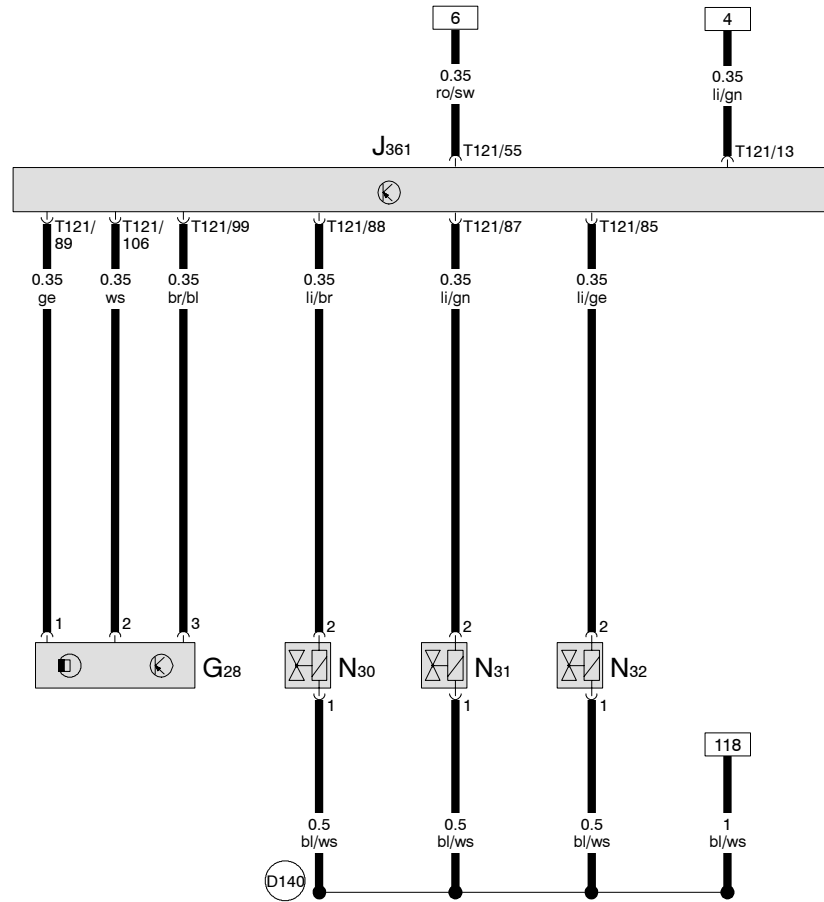 6
4
0.35
ro/sw
0.35
li/gn
J361
T121/55
T121/13
T121/
89
T121/
106
T121/99
T121/88
T121/87
T121/85
0.35
ge
0.35
ws
0.35
br/bl
0.35
li/br
0.35
li/gn
0.35
li/ge
1
2
3
2
2
2
G28
N30
N31
N32
1
1
1
118
0.5
bl/ws
0.5
bl/ws
0.5
bl/ws
1
bl/ws
D140